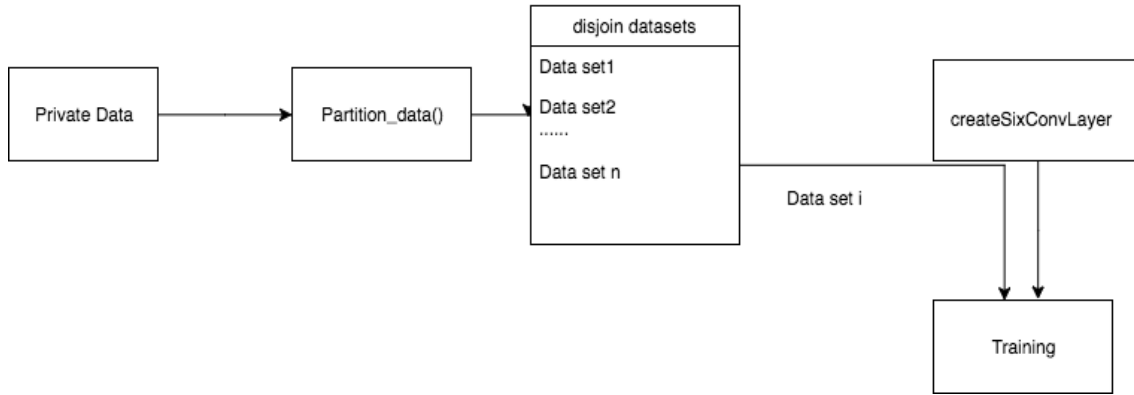 Private Data
Partition_data()
disjoin datasets
Data set1
Data set2
......
Data set n
Data set i
createSixConvLayer
Training